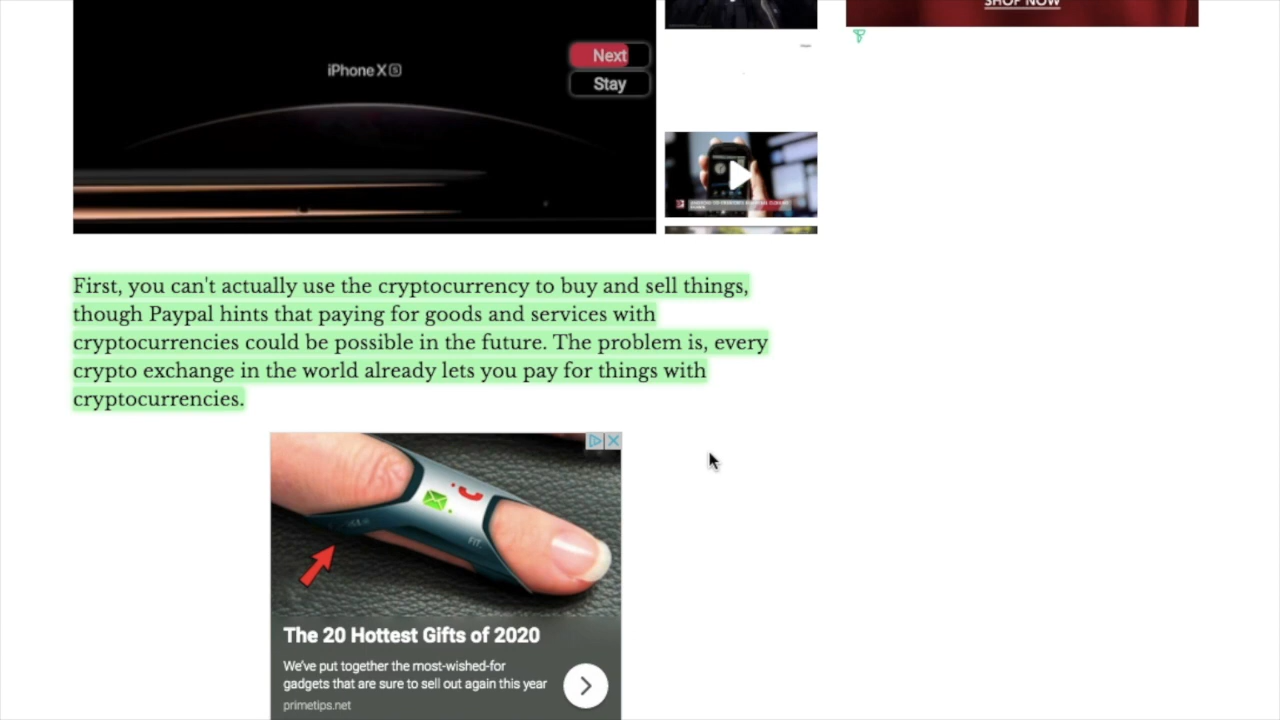 SHOP NOW
Next
iPhone XS
Stay
First, you can't actually use the cryptocurrency to buy and sell things,
though Paypal hints that paying for goods and services with
cryptocurrencies could be possible in the future. The problem is, every
crypto exchange in the world already lets you pay for things with
cryptocurrencies.
FIT.
The 20 Hottest Gifts of 2020
We've put together the most-wished-for
gadgets that are sure to sell out again this year
primetips.net